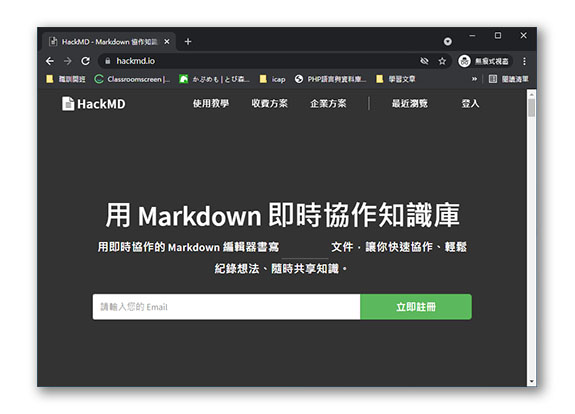 HackMD - Markdown 協作知識
hackmd.io
無痕式視窗
職訓開班 Classroomscreen |... かぶめも | とび森... icap PHP語言與資料庫... 學習文章 » 閱讀清單
HackMD 使用教學 收費方案 企業方案 最近瀏覽 登入
用 Markdown 即時協作知識庫
用即時協作的 Markdown 編輯器書寫 文件，讓你快速協作、輕鬆
紀錄想法、隨時共享知識。
請輸入您的 Email 立即註冊